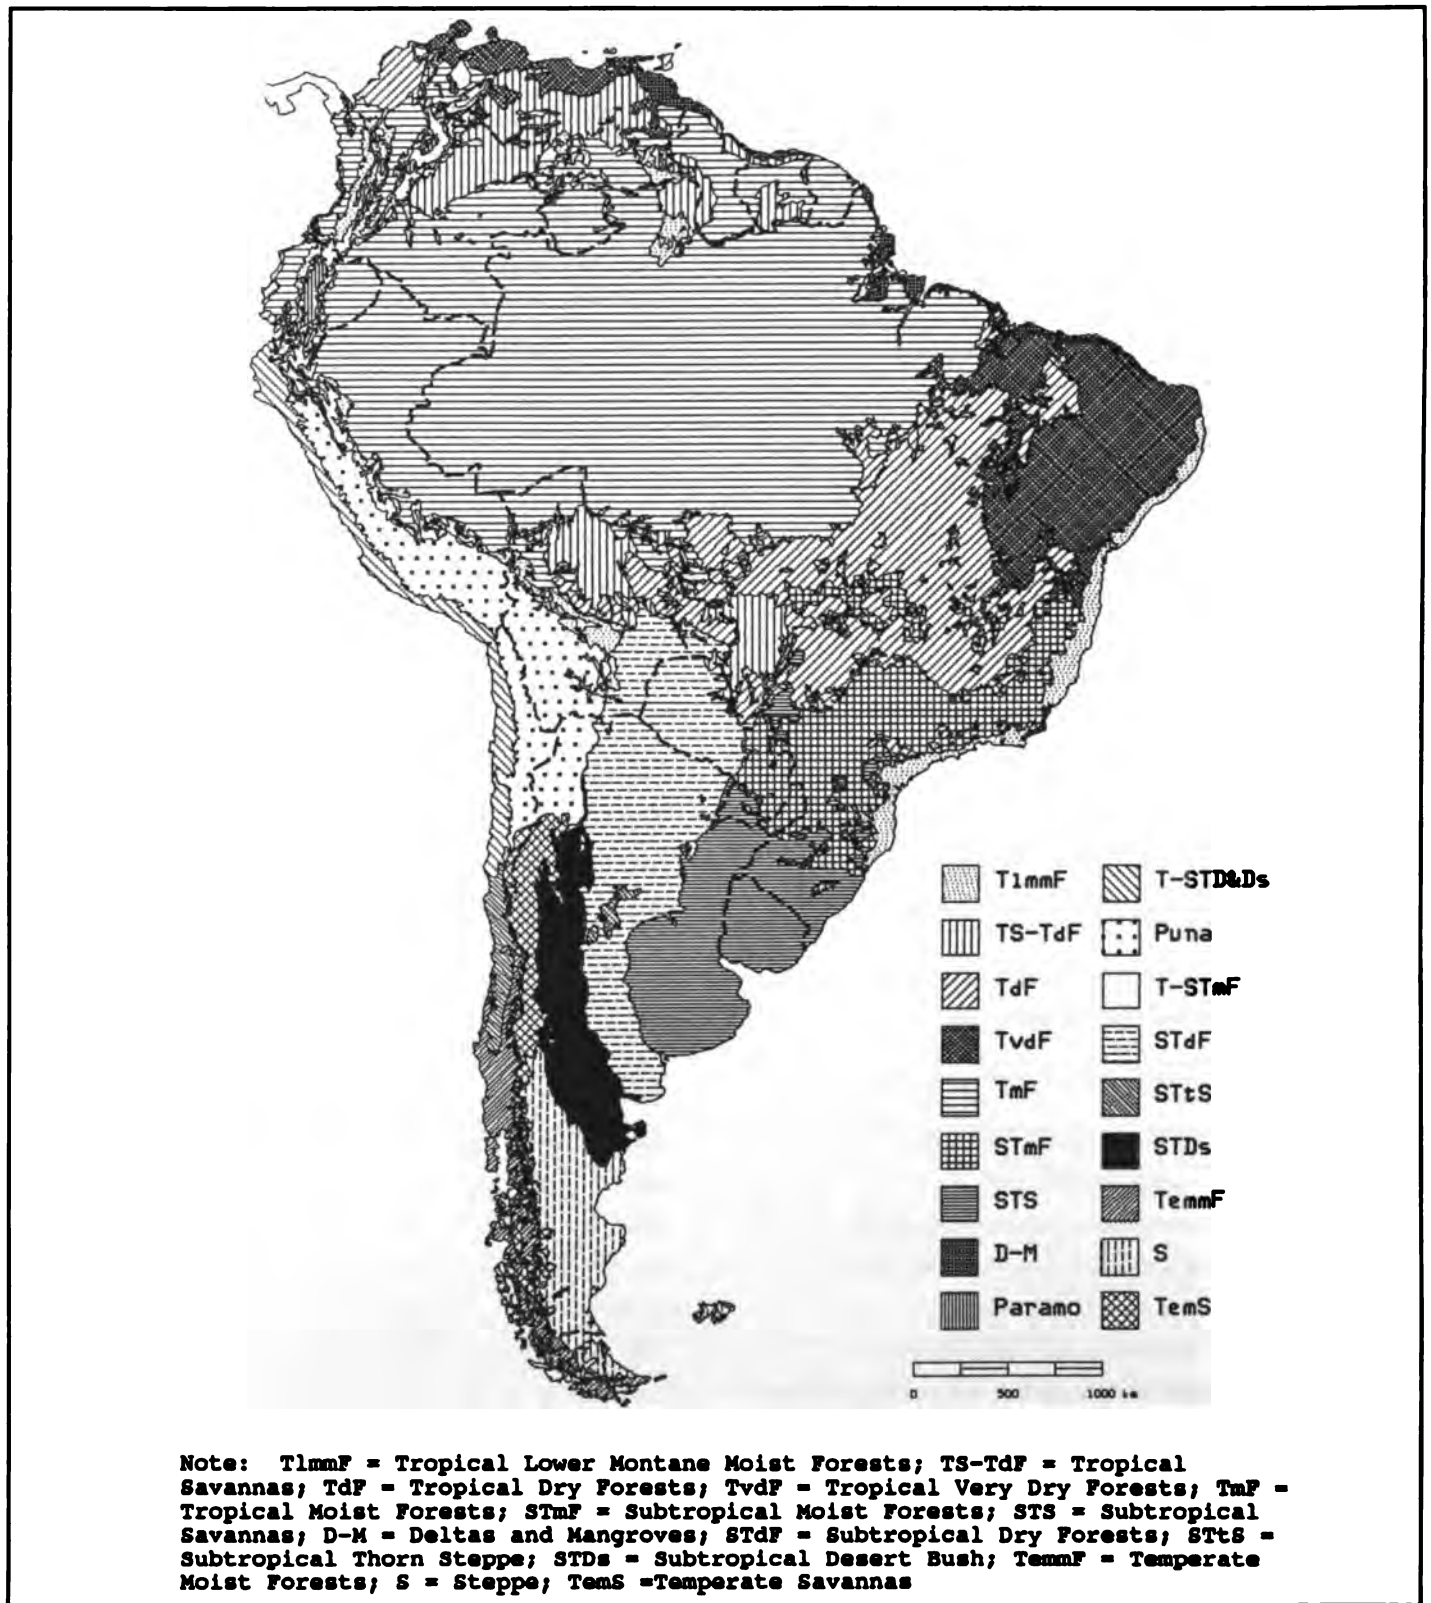 TlmmF T-STD&Ds
TS-TdF Puna
TdF T-STmF
TvdF STdF
TmF STtS
STmF STDs
STS TemmF
D-M S
Paramo TemS
0 500 1000
Note: TlmmF = Tropical Lower Montane Moist Forests; TS-TdF = Tropical
Savannas; TdF = Tropical Dry Forests; TvdF = Tropical Very Dry Forests; TmF =
Tropical Moist Forests; STmF = Subtropical Moist Forests; STS = Subtropical
Savannas; D-M = Deltas and Mangroves; STdF = Subtropical Dry Forests; STtS =
Subtropical Thorn Steppe; STDs = Subtropical Desert Bush; TemmF = Temperate
Moist Forests; S = Steppe; TemS =Temperate Savannas